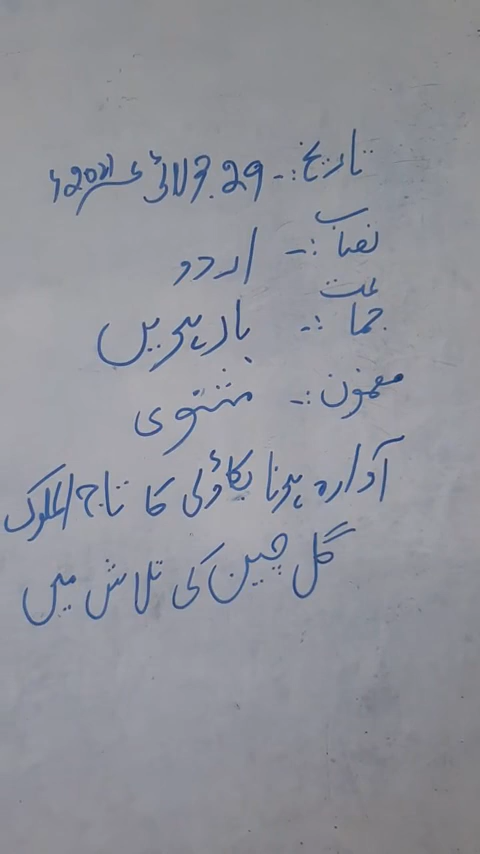 تاریخ:۔ 29. جولائی
نصاب:۔ اردو
جماعت:۔ بارہویں
مضمون:۔ مثنوی
آوارہ ہونا بکاؤلی کا تاج الملوک
گل چین کی تلاش میں